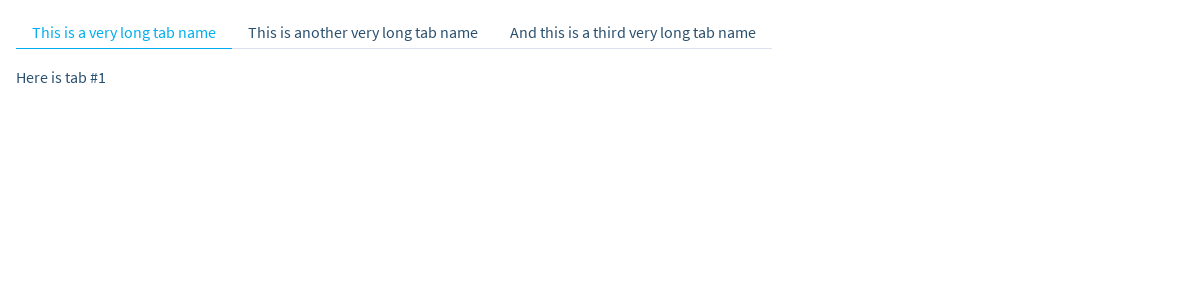 This is a very long tab name This is another very long tab name And this is a third very long tab name
Here is tab #1